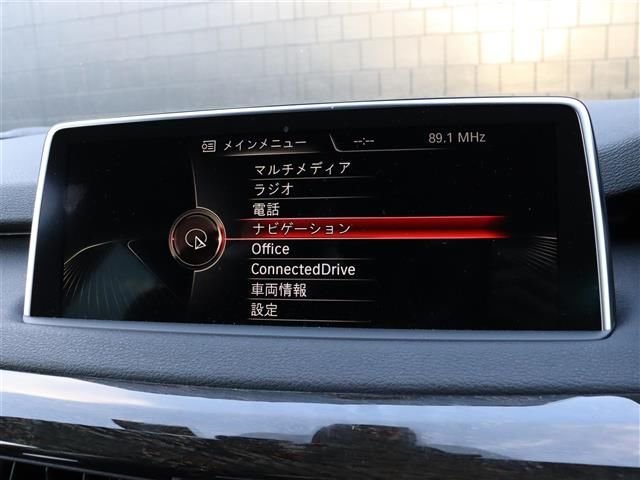 メインメニュー --:-- 89.1 MHz
マルチメディア
ラジオ
電話
ナビゲーション
Office
ConnectedDrive
車両情報
設定